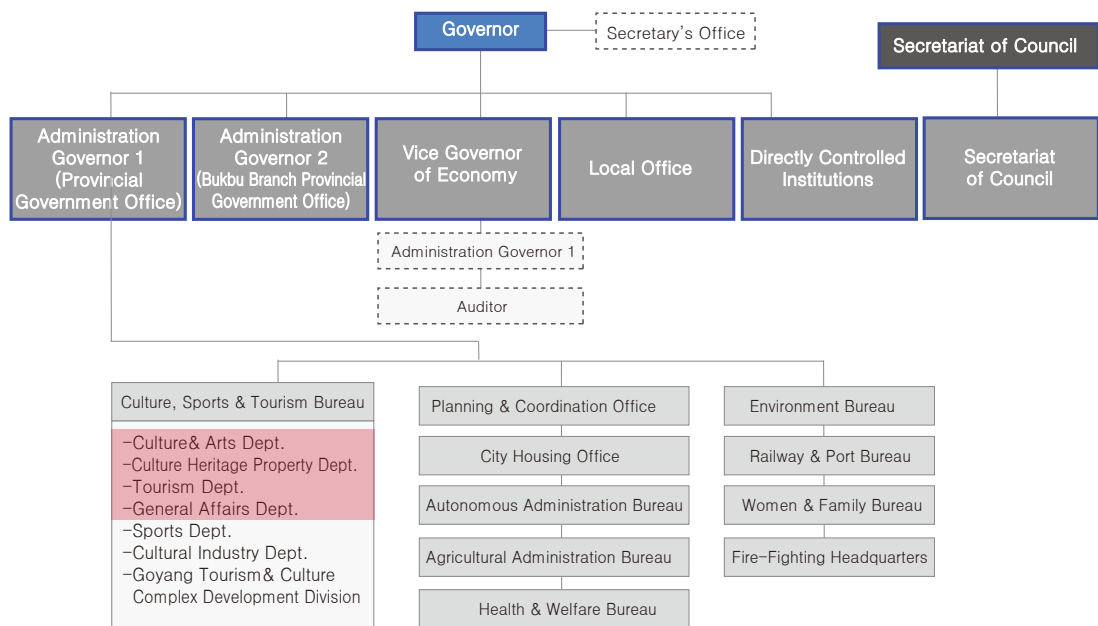 Governor
Secretary's Office
Secretariat of Council
Administration
Governor 1
(Provincial
Government Office)
Administration
Governor 2
(Bukbu Branch Provincial
Government Office)
Vice Governor
of Economy
Local Office
Directly Controlled
Institutions
Secretariat
of Council
Administration Governor 1
Auditor
Culture, Sports & Tourism Bureau
-Culture& Arts Dept.
-Culture Heritage Property Dept.
-Tourism Dept.
-General Affairs Dept.
-Sports Dept.
-Cultural Industry Dept.
-Goyang Tourism& Culture
Complex Development Division
Planning & Coordination Office
City Housing Office
Autonomous Administration Bureau
Agricultural Administration Bureau
Health & Welfare Bureau
Environment Bureau
Railway & Port Bureau
Women & Family Bureau
Fire-Fighting Headquarters